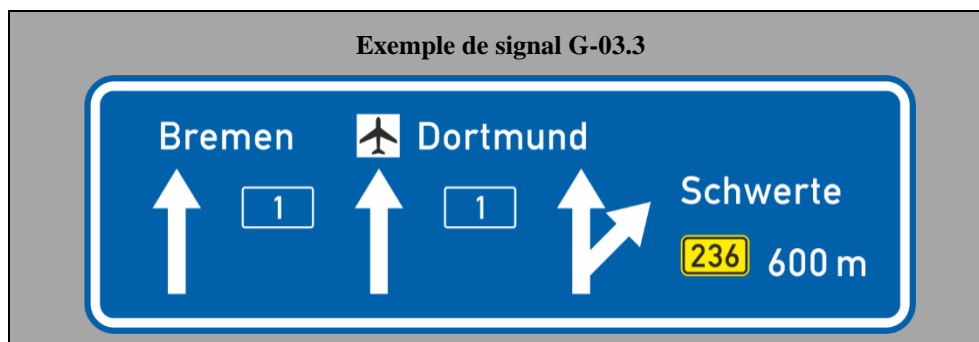 Exemple de signal G-03.3
Bremen
Dortmund
1
1
Schwerte
236 600 m